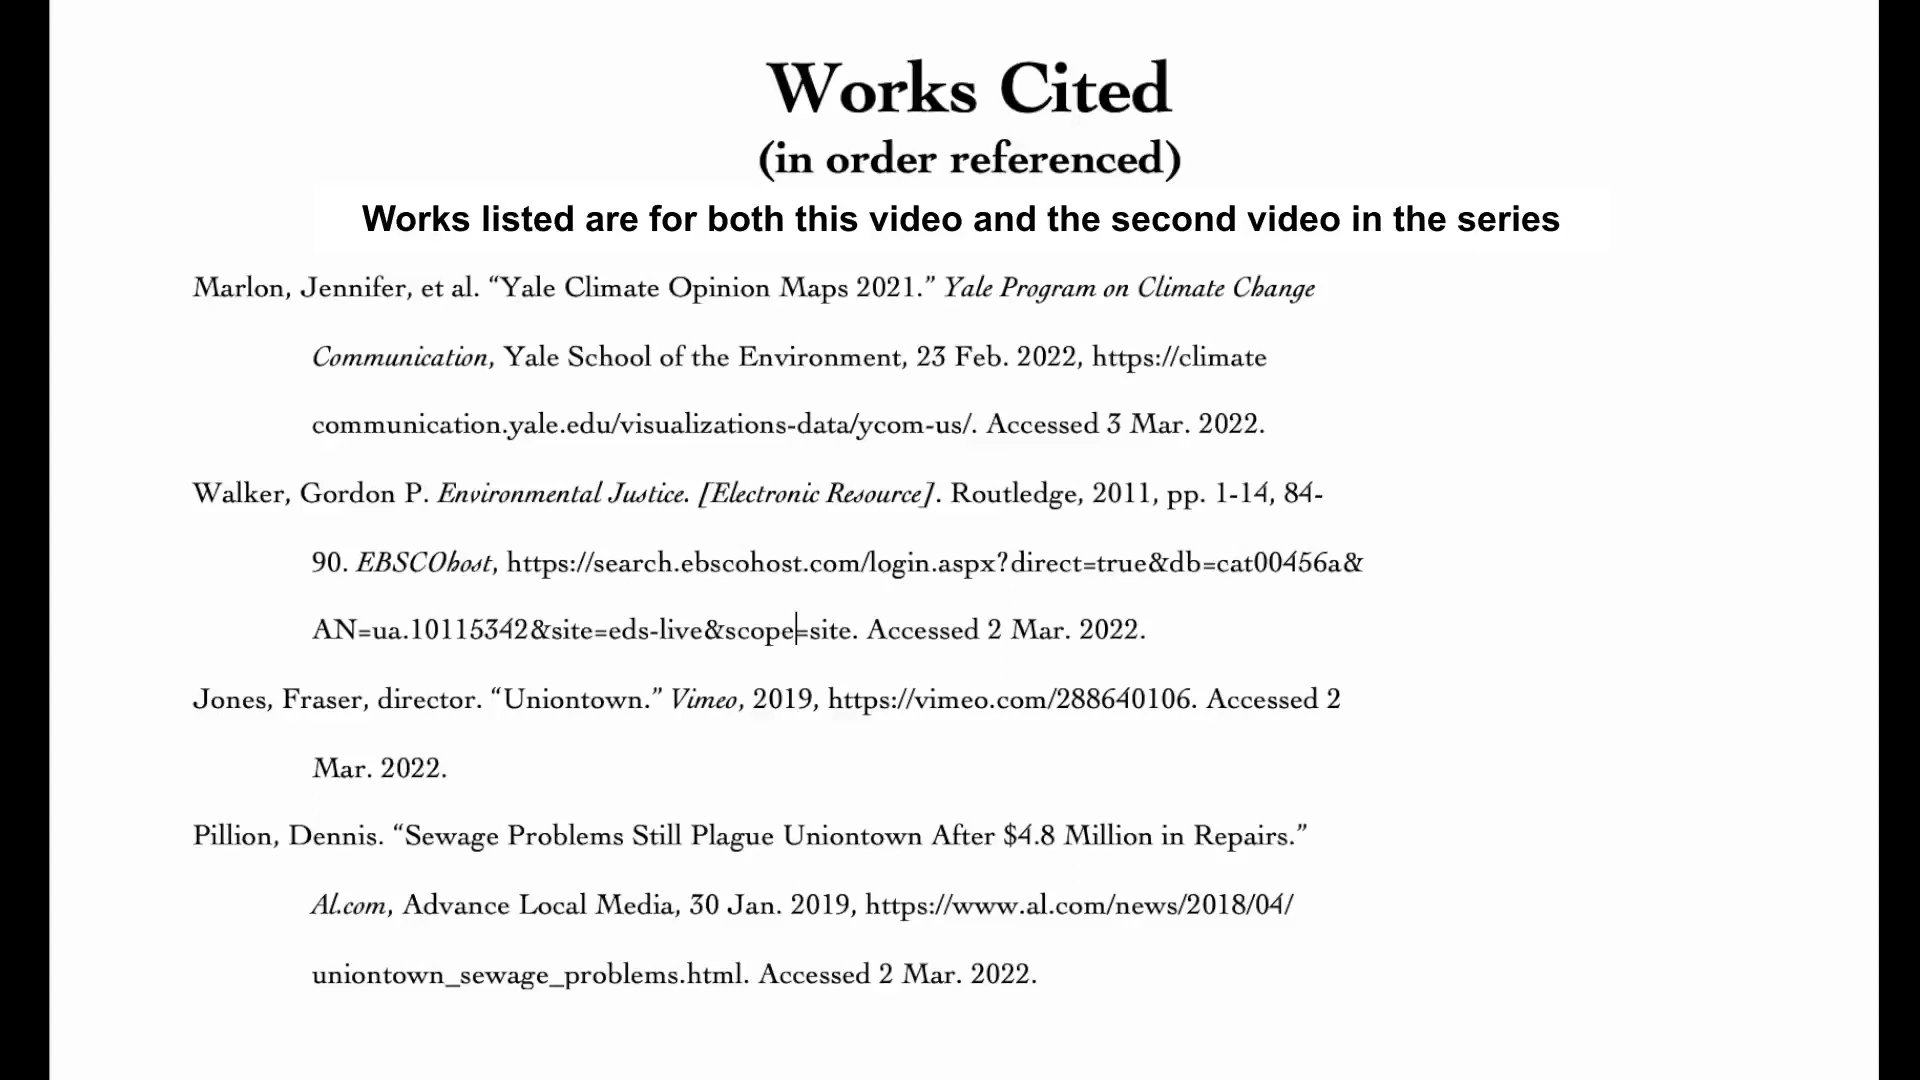 Works Cited
(in order referenced)
Works listed are for both this video and the second video in the series
Marlon, Jennifer, et al. “Yale Climate Opinion Maps 2021.” Yale Program on Climate Change
Communication, Yale School of the Environment, 23 Feb. 2022, https://climate
communication.yale.edu/visualizations-data/ycom-us/. Accessed 3 Mar. 2022.
Walker, Gordon P. Environmental Justice. [Electronic Resource]. Routledge, 2011, pp. 1-14, 84-
90. EBSCOhost, https://search.ebscohost.com/login.aspx?direct=true&db=cat00456a&
AN=ua.10115342&site=eds-live&scope=site. Accessed 2 Mar. 2022.
Jones, Fraser, director. “Uniontown.” Vimeo, 2019, https://vimeo.com/288640106. Accessed 2
Mar. 2022.
Pillion, Dennis. “Sewage Problems Still Plague Uniontown After $4.8 Million in Repairs.”
Al.com, Advance Local Media, 30 Jan. 2019, https://www.al.com/news/2018/04/
uniontown_sewage_problems.html. Accessed 2 Mar. 2022.